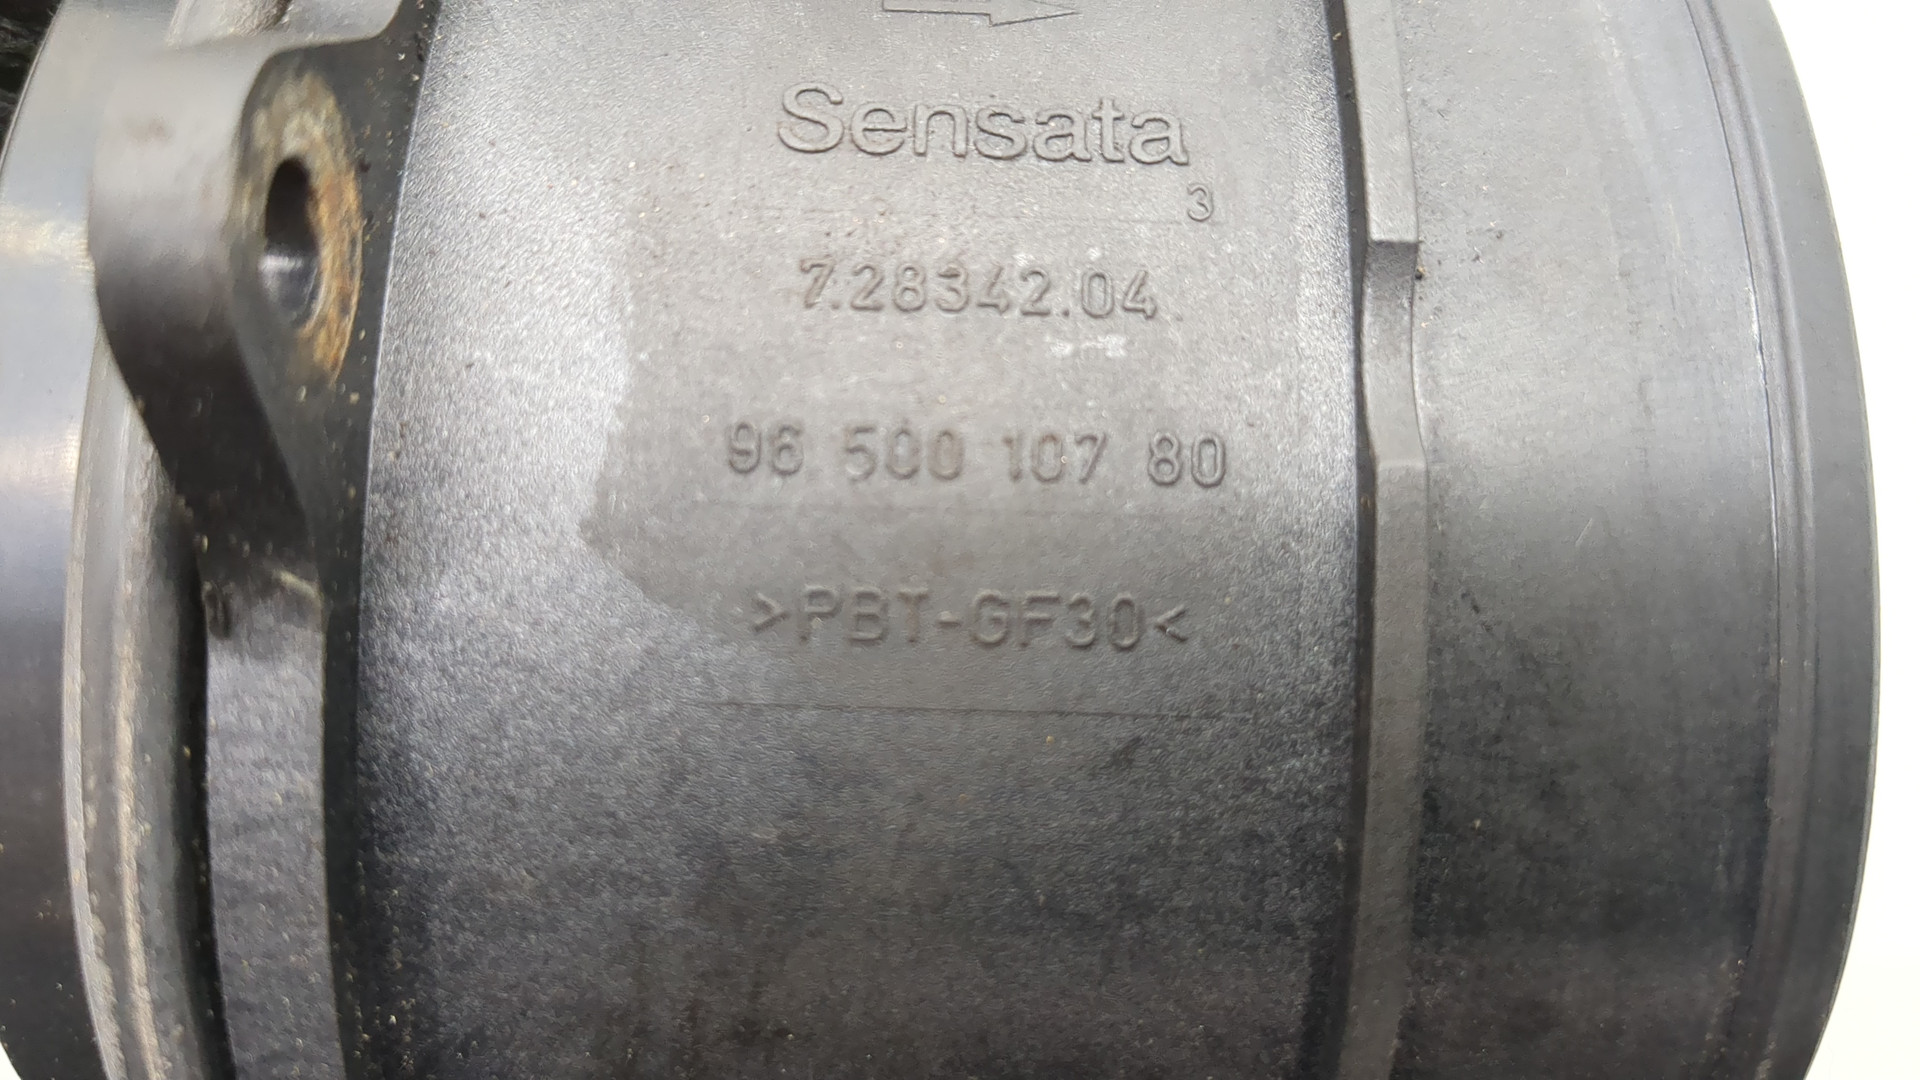 Sensata
3
7.28342.04
96 500 107 80
>PBT-GF30<